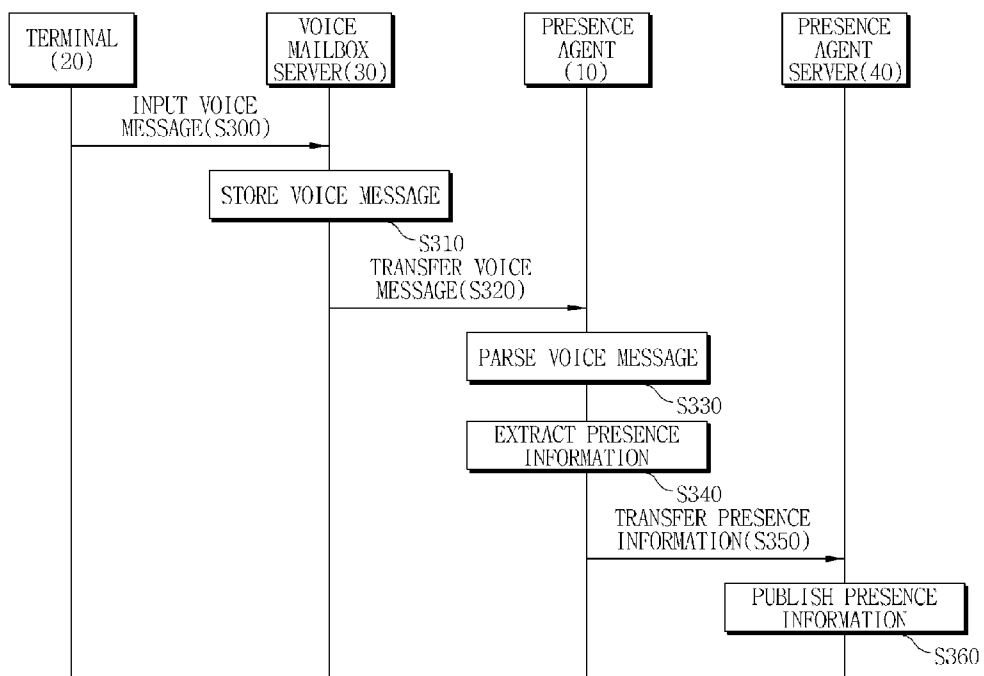 TERMINAL
(20)
VOICE
MAILBOX
SERVER(30)
PRESENCE
AGENT
(10)
PRESENCE
AGENT
SERVER(40)
INPUT VOICE
MESSAGE(S300)
STORE VOICE MESSAGE
S310
TRANSFER VOICE
MESSAGE(S320)
PARSE VOICE MESSAGE
S330
EXTRACT PRESENCE
INFORMATION
S340
TRANSFER PRESENCE
INFORMATION(S350)
PUBLISH PRESENCE
INFORMATION
S360